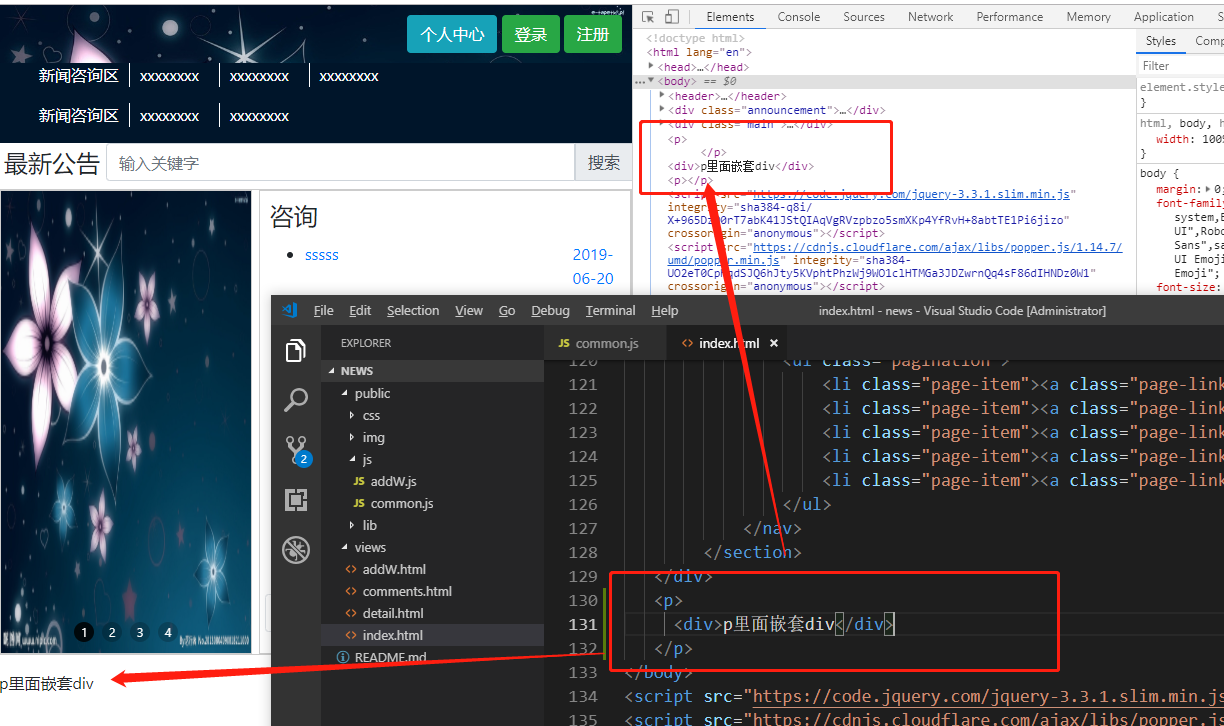 个人中心 登录 注册
新闻咨询区 xxxxxxxx xxxxxxxx xxxxxxxx
新闻咨询区 xxxxxxxx xxxxxxxx
最新公告 输入关键字 搜索
咨询
sssss 2019-
06-20
1 2 3 4
p里面嵌套div
Elements Console Sources Network Performance Memory Application S
<!doctype html>
<html lang="en">
<head>…</head>
<body> == $0
<header>…</header>
<div class="announcement">…</div>
<div class="main">…</div>
<p>
</p>
<div>p里面嵌套div</div>
<p></p>
<script src="https://code.jquery.com/jquery-3.3.1.slim.min.js"
integrity="sha384-q8i/
crossorigin="anonymous"></script>
<script src="https://cdnjs.cloudflare.com/ajax/libs/popper.js/1.14.7/
umd/popper.min.js" integrity="sha384-
crossorigin="anonymous"></script>
Styles Comp
Filter
element.style
}
html, body, h
width: 100%
}
body {
margin: 0;
font-family
system,
UI",Robo
Sans",sa
UI Emoji
Emoji";
font-size:
File Edit Selection View Go Debug Terminal Help index.html - news - Visual Studio Code [Administrator]
EXPLORER
NEWS
public
css
img
js
JS addW.js
JS common.js
lib
views
<> addW.html
<> comments.html
<> detail.html
<> index.html
README.md
2
JS common.js <> index.html ×
120 <ul class="pagination">
121 <li class="page-item"><a class="page-link
122 <li class="page-item"><a class="page-link
123 <li class="page-item"><a class="page-link
124 <li class="page-item"><a class="page-link
125 <li class="page-item"><a class="page-link
126 </ul>
127 </nav>
128 </section>
129 </div>
130 <p>
131 <div>p里面嵌套div</div>
132 </p>
133 </body>
134 <script src="https://code.jquery.com/jquery-3.3.1.slim.min.js
135 <script src="https://cdnjs.cloudflare.com/ajax/libs/popper.js